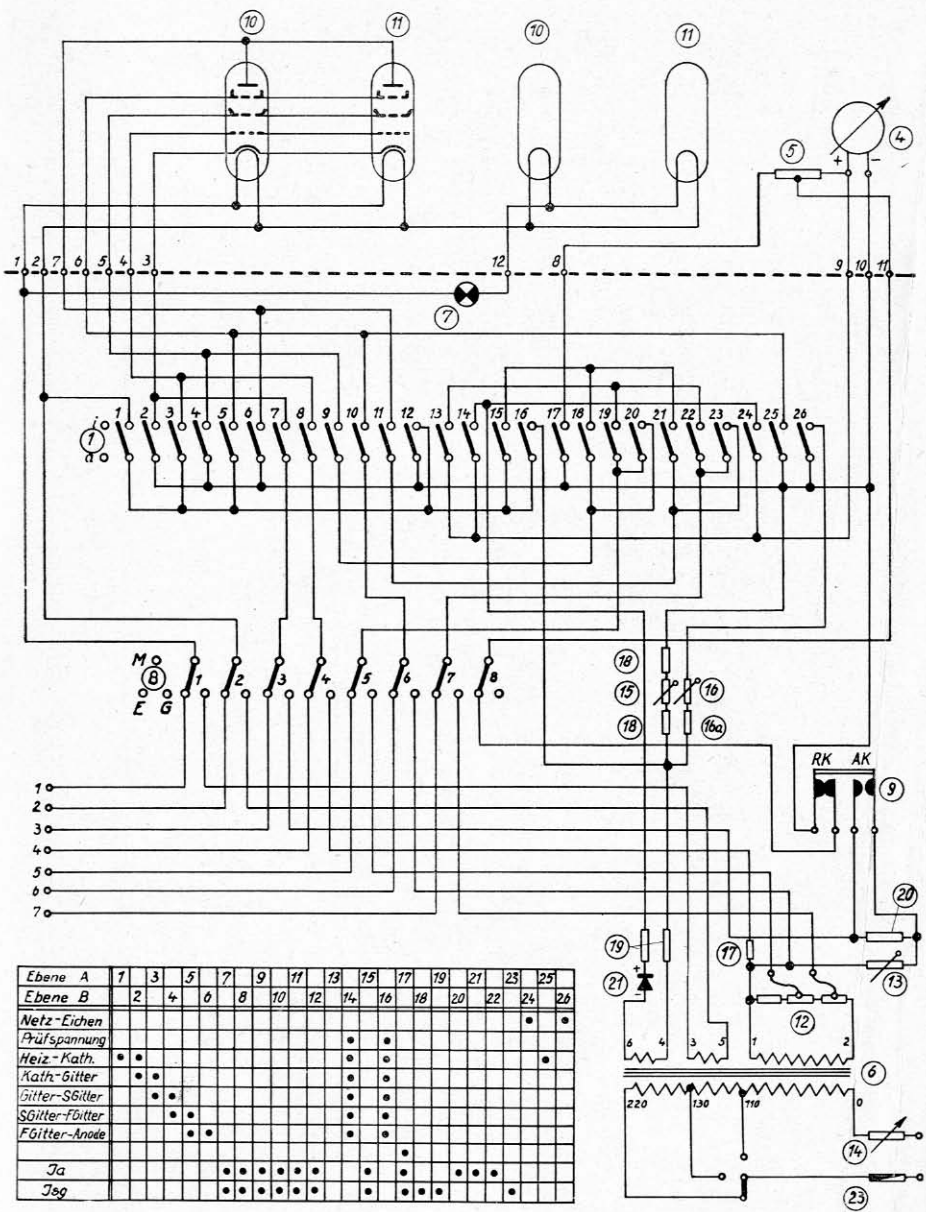 10 11 10 11
4
5
+ −
1 2 7 6 5 4 3 12 8 9 10 11
7
i 1 2 3 4 5 6 7 8 9 10 11 12 13 14 15 16 17 18 19 20 21 22 23 24 25 26
1
a
M
8
E G
1 2 3 4 5 6 7 8
18
15 16
18 16a
RK AK
9
1
2
3
4
5
6
7
20
19 17
21 + − 13
12
6 4 3 5 1 2
6
220 130 110 0
14
23
Ebene A 1 3 5 7 9 11 13 15 17 19 21 23 25
Ebene B 2 4 6 8 10 12 14 16 18 20 22 24 26
Netz-Eichen
Prüfspannung
Heiz-Kath.
Kath-Gitter
Gitter-SGitter
SGitter-FGitter
FGitter-Anode
Ja
Jsg